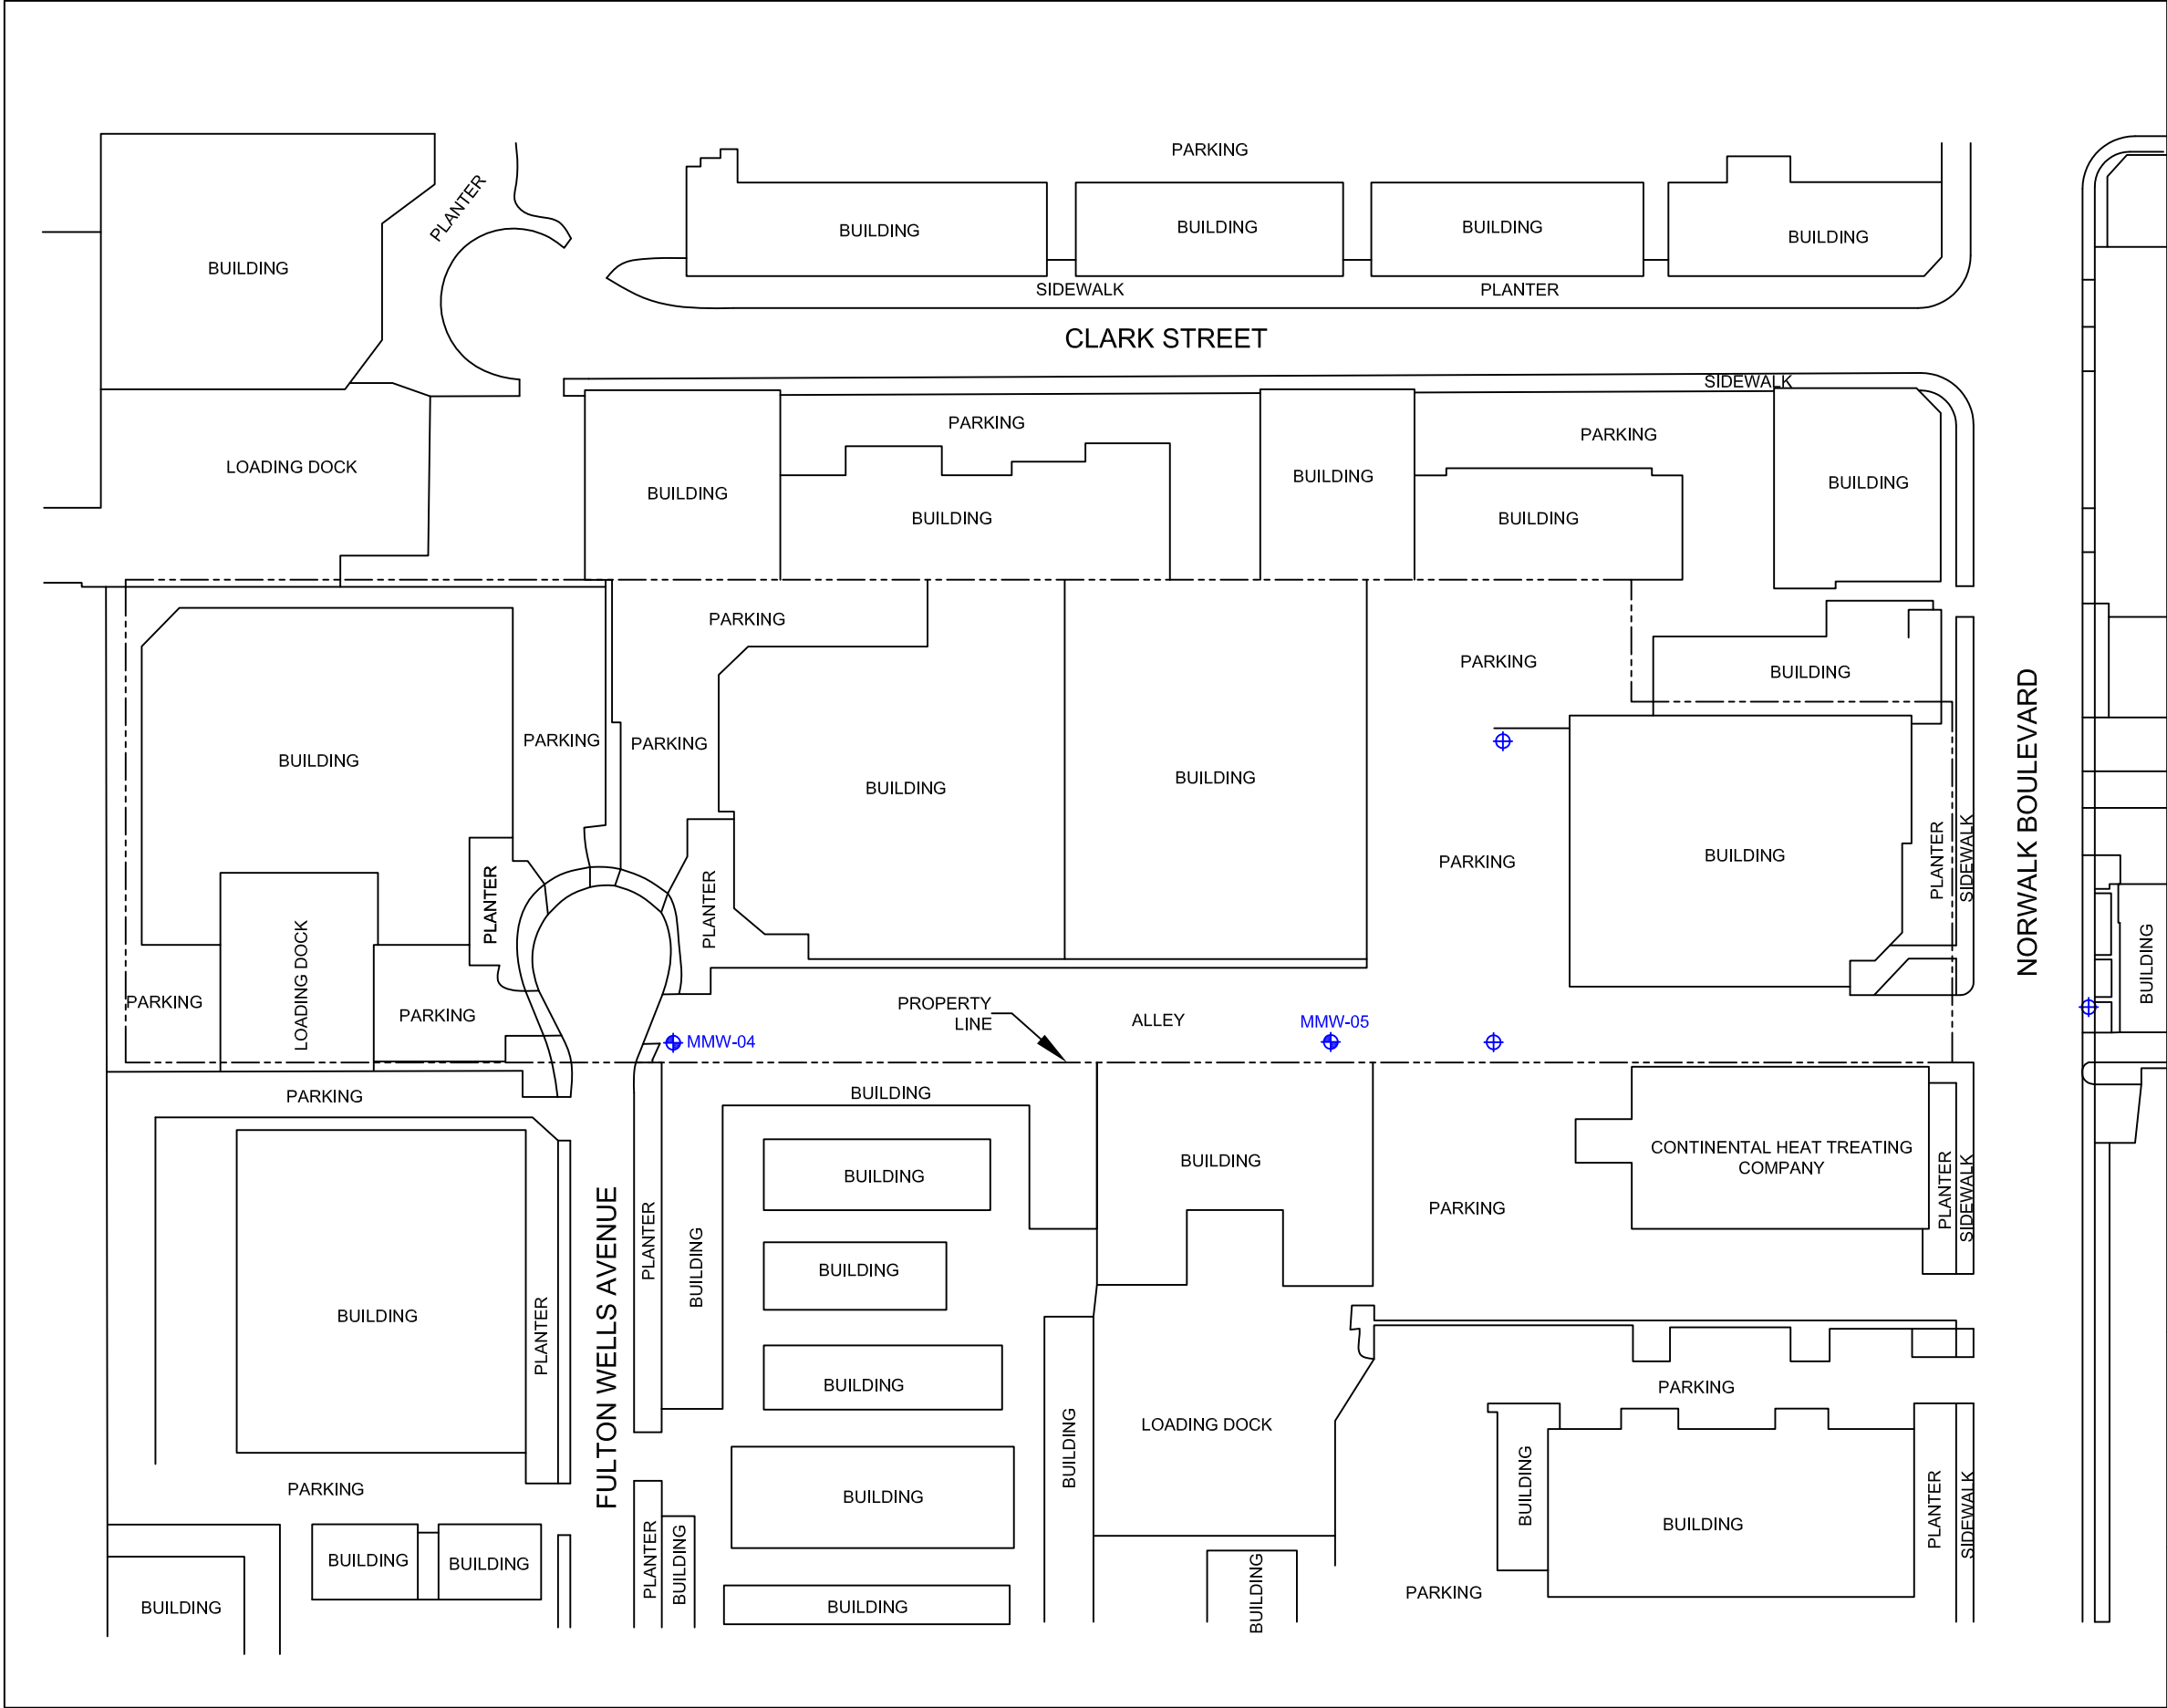 PARKING
PLANTER
BUILDING
BUILDING
BUILDING
BUILDING
BUILDING
SIDEWALK
PLANTER
CLARK STREET
SIDEWALK
PARKING
PARKING
LOADING DOCK
BUILDING
BUILDING
BUILDING
BUILDING
BUILDING
PARKING
PARKING
BUILDING
PARKING
PARKING
BUILDING
BUILDING
BUILDING
PARKING
BUILDING
PLANTER
SIDEWALK
NORWALK BOULEVARD
PLANTER
PLANTER
LOADING DOCK
BUILDING
PARKING
PARKING
PROPERTY
LINE
ALLEY
MMW-04
MMW-05
PARKING
BUILDING
BUILDING
BUILDING
CONTINENTAL HEAT TREATING
COMPANY
PLANTER
SIDEWALK
PARKING
FULTON WELLS AVENUE
PLANTER
BUILDING
BUILDING
BUILDING
PLANTER
BUILDING
PARKING
LOADING DOCK
BUILDING
BUILDING
BUILDING
BUILDING
PLANTER
SIDEWALK
PARKING
BUILDING
BUILDING
BUILDING
PLANTER
BUILDING
BUILDING
BUILDING
PARKING